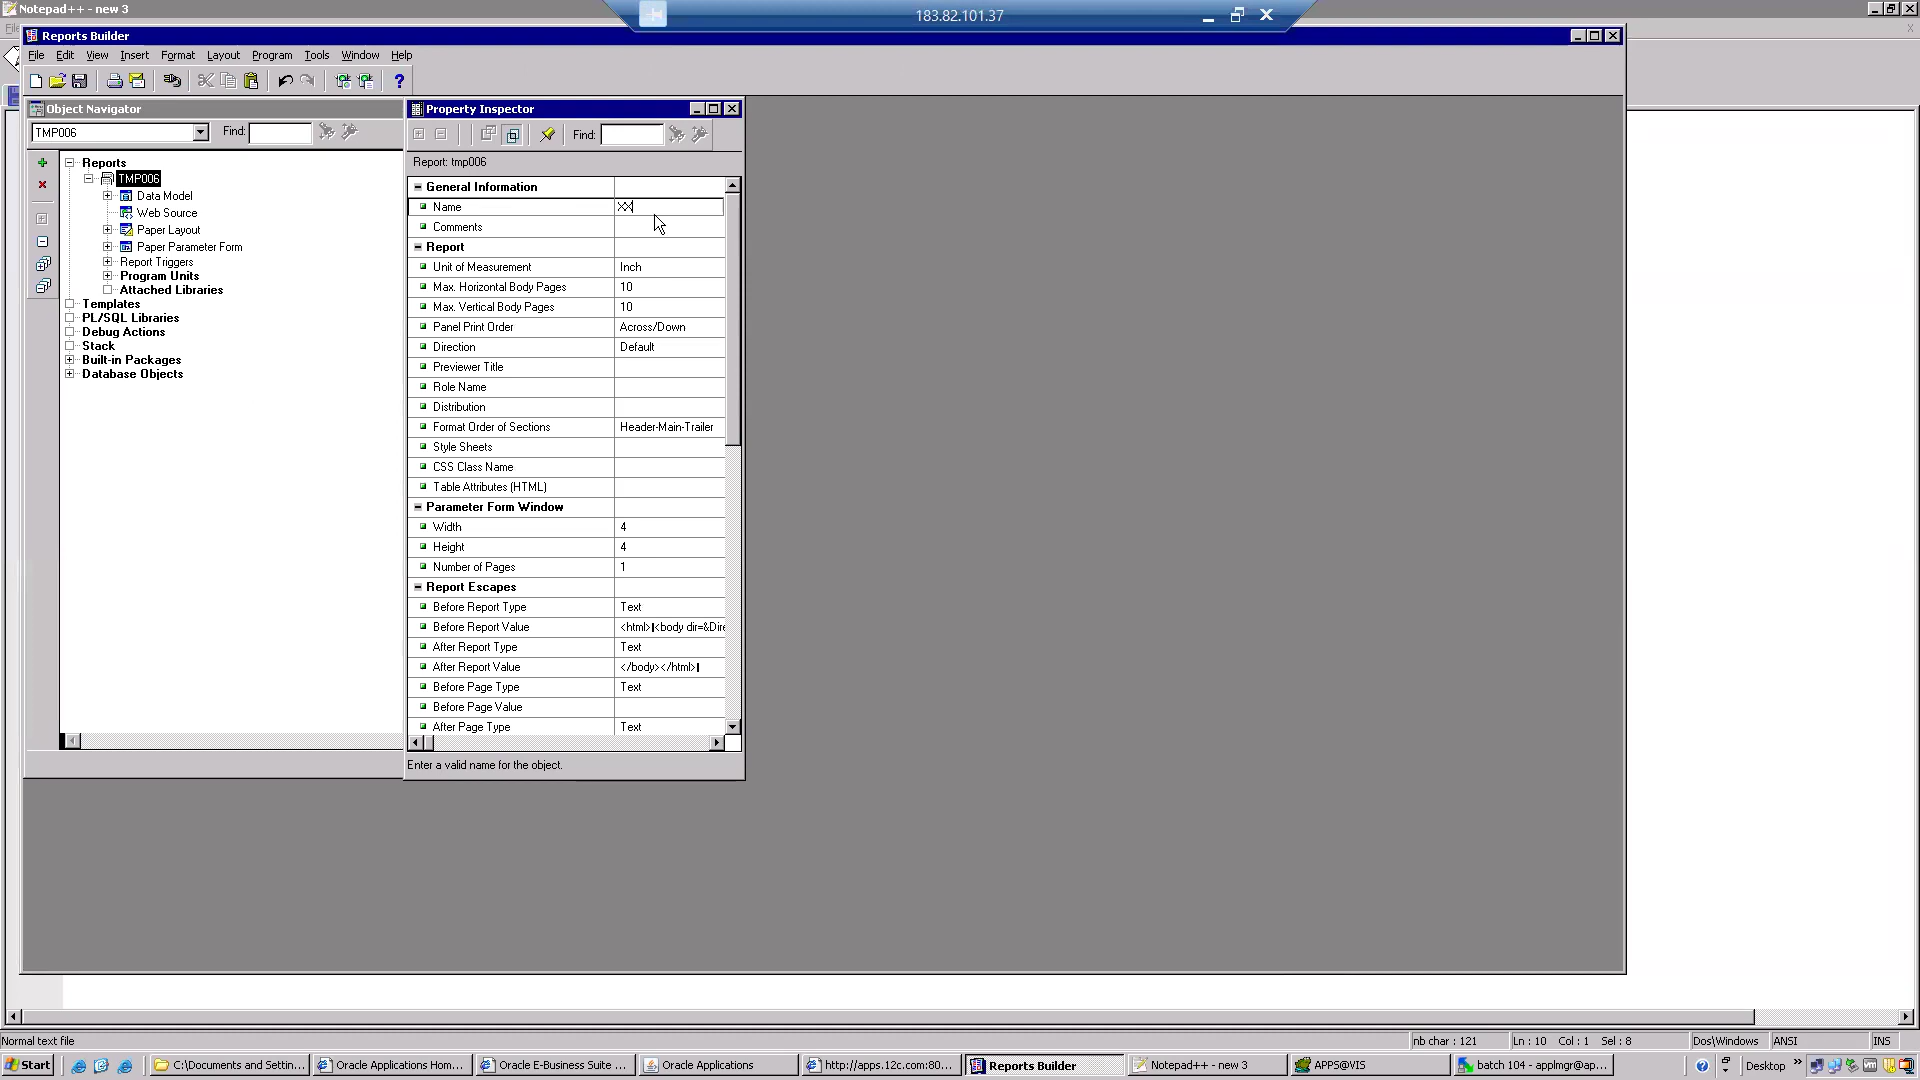 Notepad++ - new 3
183.82.101.37
Reports Builder
File Edit View Insert Format Layout Program Tools Window Help
Object Navigator
TMP006
Find:
Reports
TMP006
Data Model
Web Source
Paper Layout
Paper Parameter Form
Report Triggers
Program Units
Attached Libraries
Templates
PL/SQL Libraries
Debug Actions
Stack
Built-in Packages
Database Objects
Property Inspector
Find:
Report: tmp006
General Information
Name XX
Comments
Report
Unit of Measurement Inch
Max. Horizontal Body Pages 10
Max. Vertical Body Pages 10
Panel Print Order Across/Down
Direction Default
Previewer Title
Role Name
Distribution
Format Order of Sections Header-Main-Trailer
Style Sheets
CSS Class Name
Table Attributes (HTML)
Parameter Form Window
Width 4
Height 4
Number of Pages 1
Report Escapes
Before Report Type Text
Before Report Value <html>|<body dir=&Dire
After Report Type Text
After Report Value </body></html>|
Before Page Type Text
Before Page Value
After Page Type Text
Enter a valid name for the object.
Normal text file nb char : 121 Ln : 10 Col : 1 Sel : 8 Dos\Windows ANSI INS
Start C:\Documents and Settin... Oracle Applications Hom... Oracle E-Business Suite ... Oracle Applications http://apps.12c.com:80... Reports Builder Notepad++ - new 3 APPS@VIS batch 104 - applmgr@ap... Desktop »